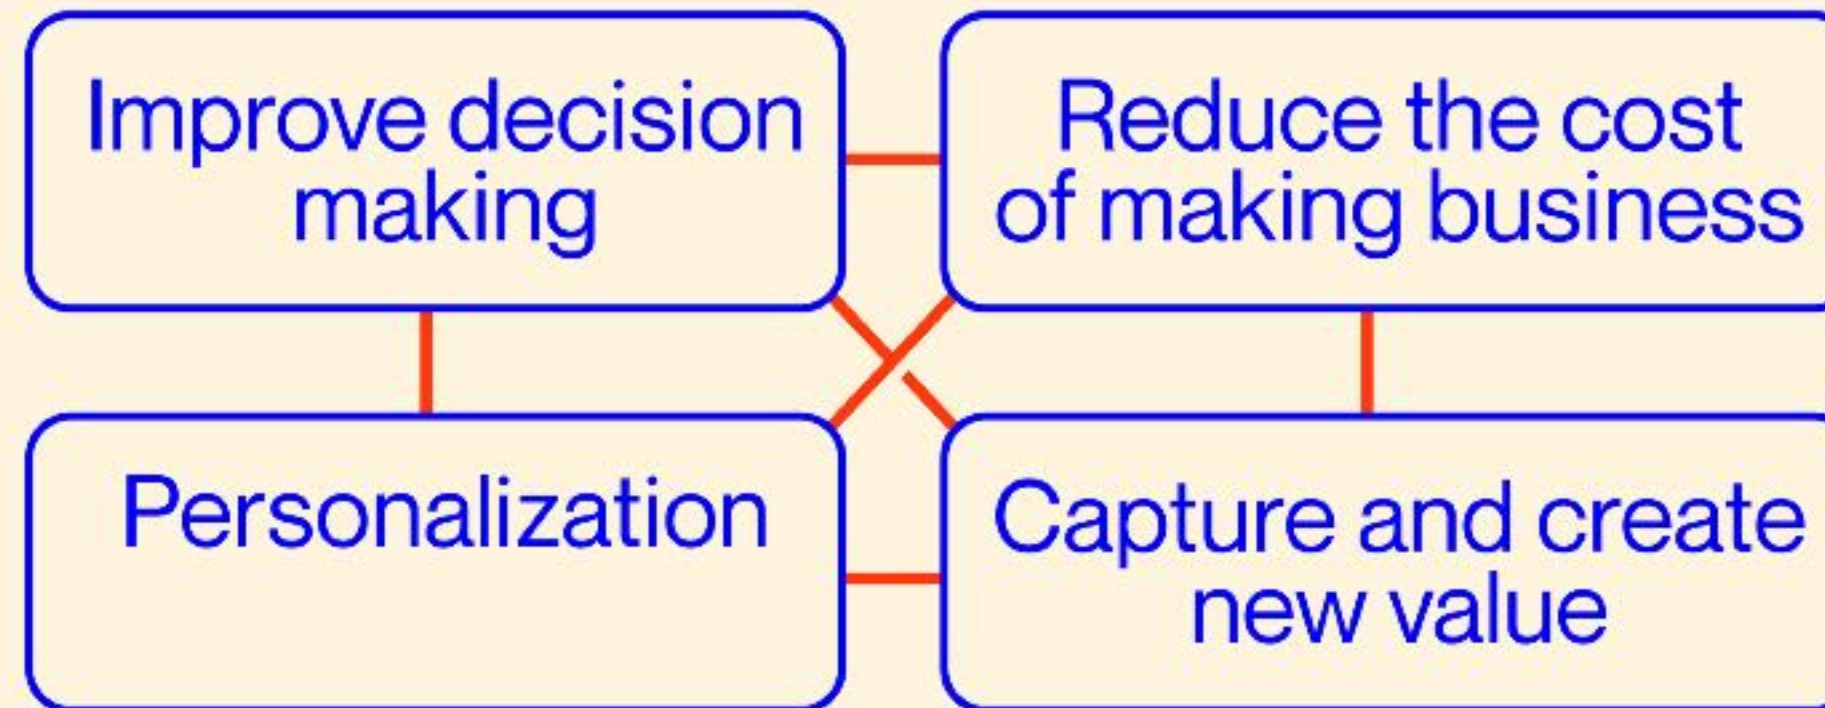 Improve decision
making
Reduce the cost
of making business
Personalization
Capture and create
new value